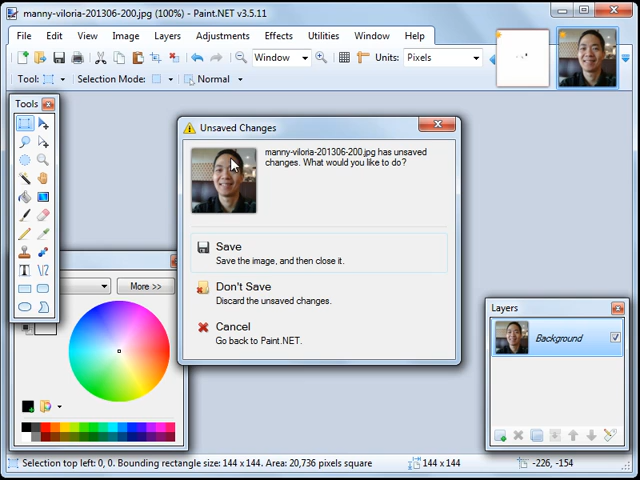 manny-viloria-201306-200.jpg (100%) - Paint.NET v3.5.11
File Edit View Image Layers Adjustments Effects Utilities Window Help
Window Units: Pixels
Tool: Selection Mode: Normal
Tools
Unsaved Changes
manny-viloria-201306-200.jpg has unsaved
changes. What would you like to do?
Save
Save the image, and then close it.
Don't Save
Discard the unsaved changes.
Cancel
Go back to Paint.NET.
More >>
Layers
Background
Selection top left: 0, 0. Bounding rectangle size: 144 x 144. Area: 20,736 pixels square
144 x 144
-226, -154